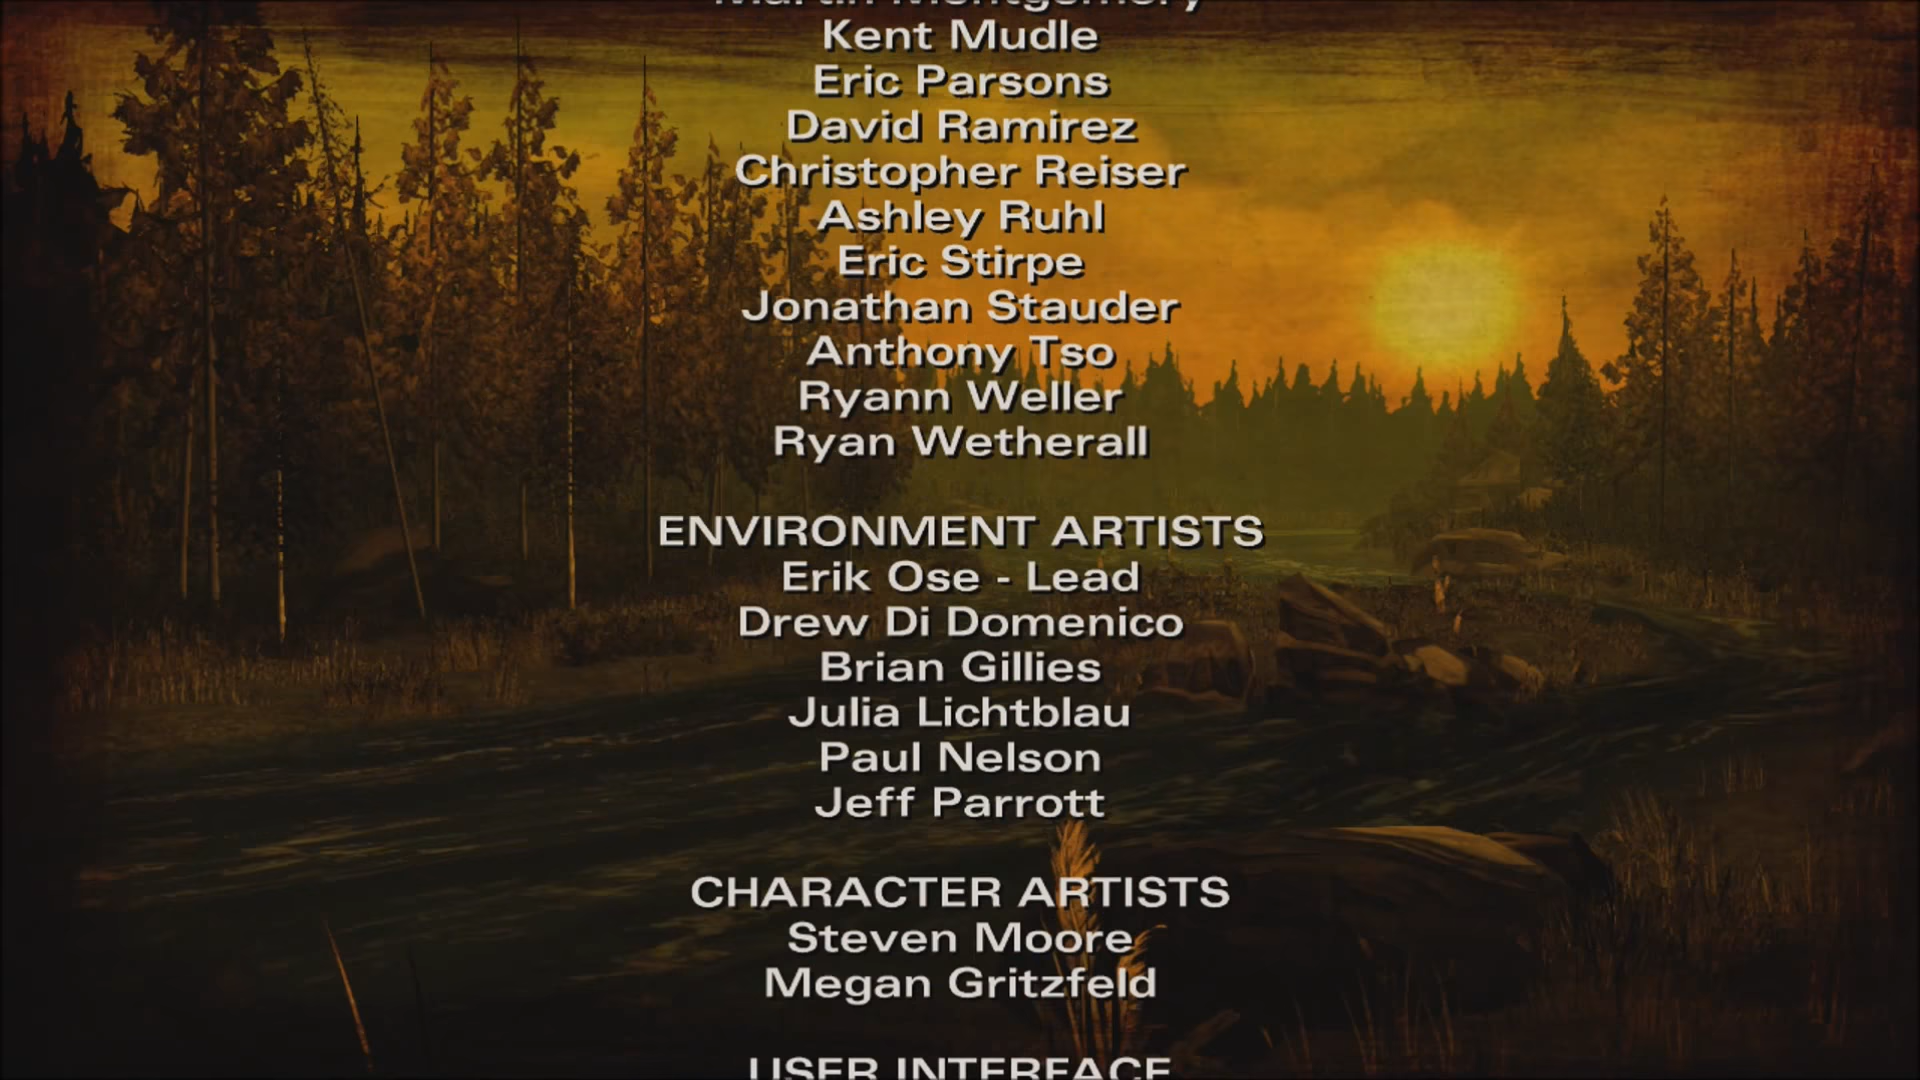 Martin Montgomery
Kent Mudle
Eric Parsons
David Ramirez
Christopher Reiser
Ashley Ruhl
Eric Stirpe
Jonathan Stauder
Anthony Tso
Ryann Weller
Ryan Wetherall
ENVIRONMENT ARTISTS
Erik Ose - Lead
Drew Di Domenico
Brian Gillies
Julia Lichtblau
Paul Nelson
Jeff Parrott
CHARACTER ARTISTS
Steven Moore
Megan Gritzfeld
USER INTERFACE